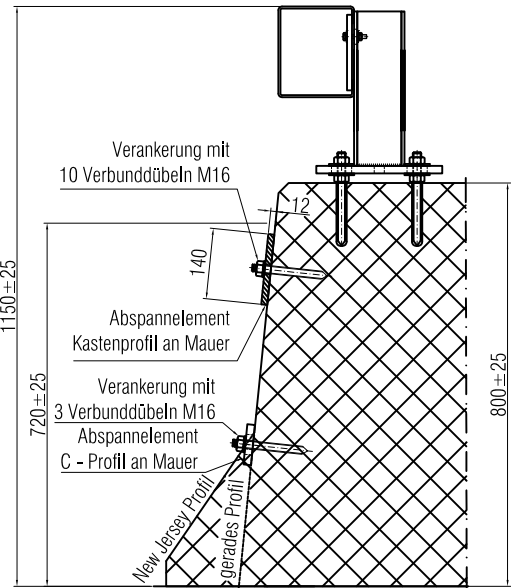 Verankerung mit
10 Verbunddübeln M16
12
140
1150±25
Abspannelement
Kastenprofil an Mauer
720±25
800±25
Verankerung mit
3 Verbunddübeln M16
Abspannelement
C - Profil an Mauer
New Jersey Profil
gerades Profil